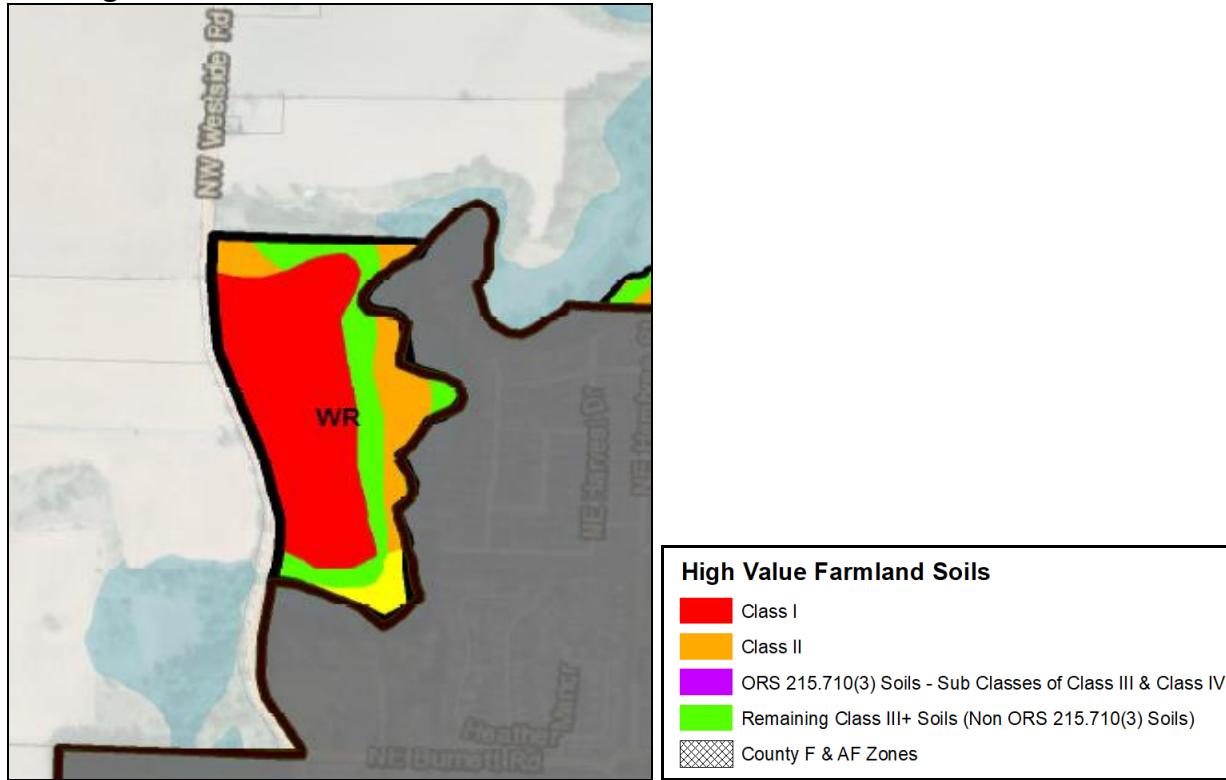 NW Westside Rd
WR
NE Harvest Dr
NE Burnett Rd
High Value Farmland Soils
Class I
Class II
ORS 215.710(3) Soils - Sub Classes of Class III & Class IV
Remaining Class III+ Soils (Non ORS 215.710(3) Soils)
County F & AF Zones